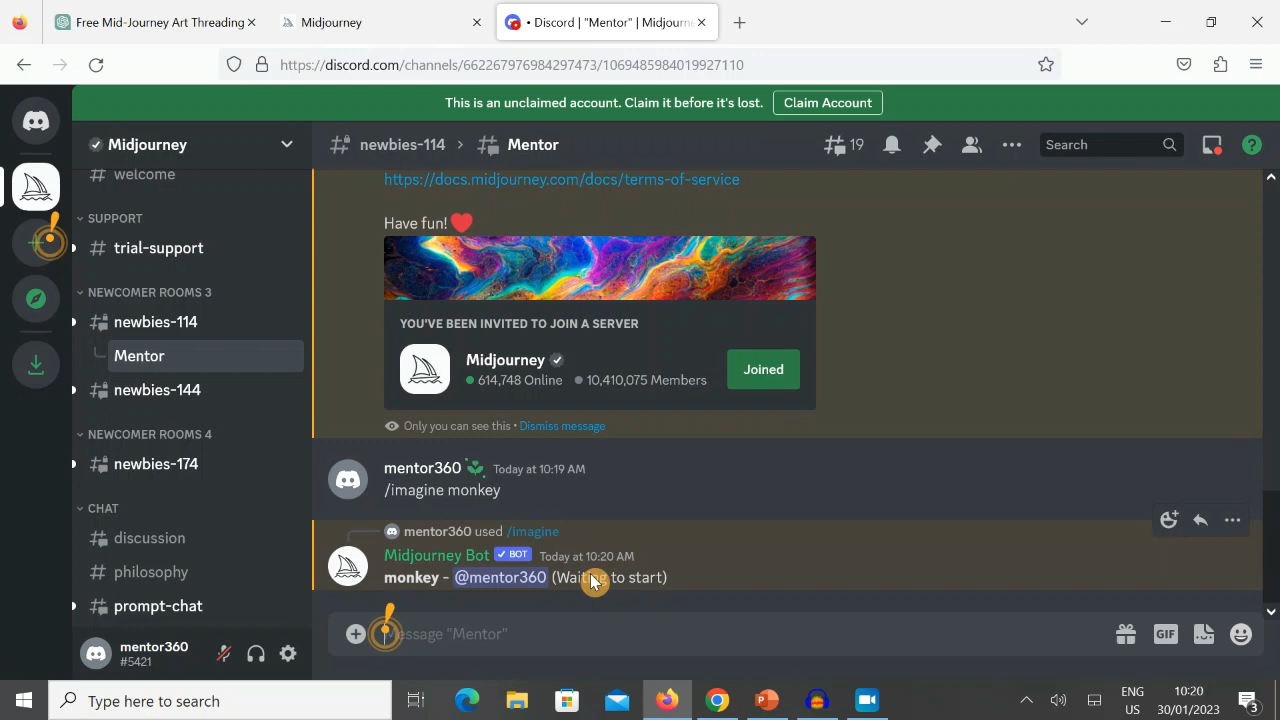 Free Mid-Journey Art Threading
Midjourney
• Discord | "Mentor" | Midjourn
https://discord.com/channels/662267976984297473/1069485984019927110
This is an unclaimed account. Claim it before it's lost.
Claim Account
Midjourney
newbies-114
Mentor
19
Search
welcome
SUPPORT
trial-support
NEWCOMER ROOMS 3
newbies-114
Mentor
newbies-144
NEWCOMER ROOMS 4
newbies-174
CHAT
discussion
philosophy
prompt-chat
mentor360
#5421
https://docs.midjourney.com/docs/terms-of-service
Have fun!
YOU'VE BEEN INVITED TO JOIN A SERVER
Midjourney
614,748 Online 10,410,075 Members
Joined
Only you can see this • Dismiss message
mentor360 Today at 10:19 AM
/imagine monkey
mentor360 used /imagine
Midjourney Bot BOT Today at 10:20 AM
monkey - @mentor360 (Waiting to start)
Message "Mentor"
GIF
Type here to search
ENG
US
10:20
30/01/2023
3